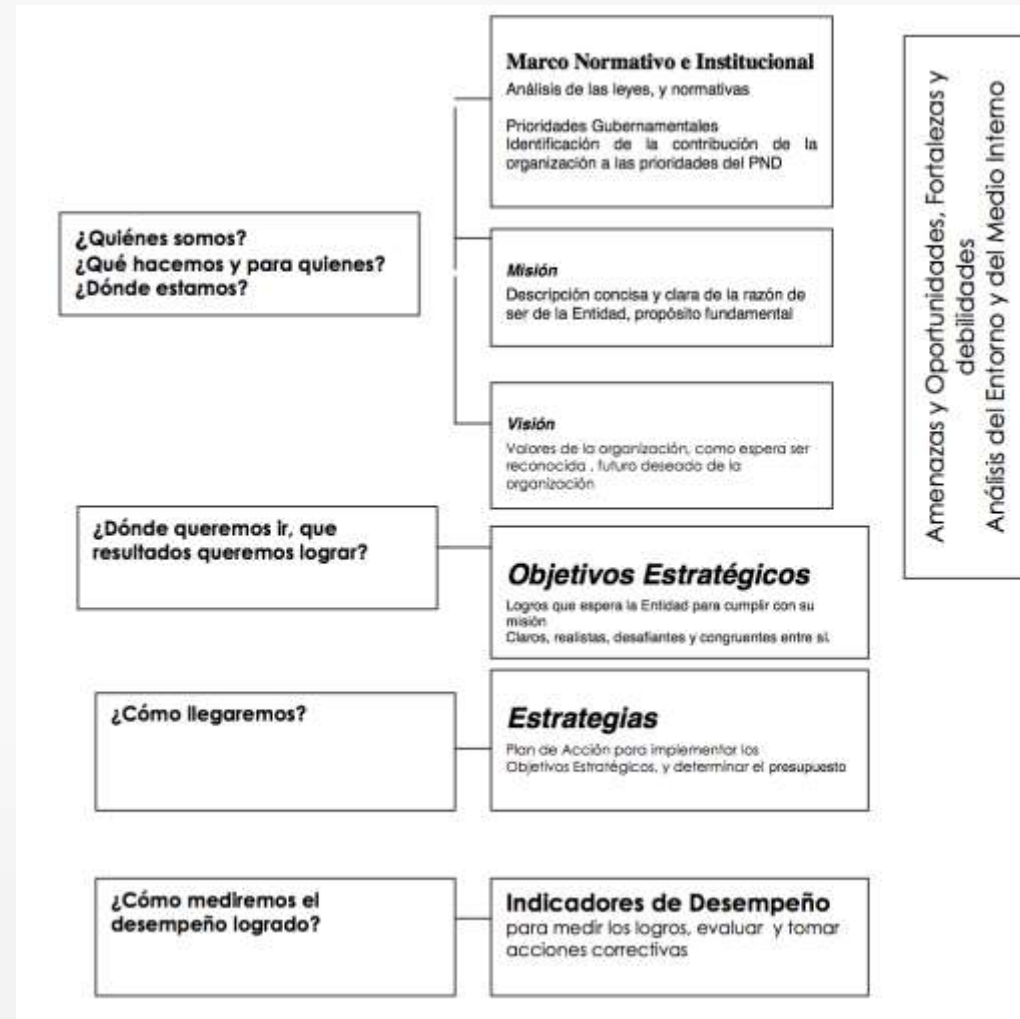 ¿Quiénes somos?
¿Qué hacemos y para quienes?
¿Dónde estamos?
Marco Normativo e Institucional
Análisis de las leyes, y normativas
Prioridades Gubernamentales
Identificación de la contribución de la
organización a las prioridades del PND
Misión
Descripción concisa y clara de la razón de
ser de la Entidad, propósito fundamental
Visión
Valores de la organización, como espera ser
reconocida , futuro deseado de la
organización
¿Dónde queremos ir, que
resultados queremos lograr?
Objetivos Estratégicos
Logros que espera la Entidad para cumplir con su
misión
Claros, realistas, desafiantes y congruentes entre sí.
¿Cómo llegaremos?
Estrategias
Plan de Acción para implementar los
Objetivos Estratégicos, y determinar el presupuesto
¿Cómo mediremos el
desempeño logrado?
Indicadores de Desempeño
para medir los logros, evaluar y tomar
acciones correctivas
Amenazas y Oportunidades, Fortalezas y
debilidades
Análisis del Entorno y del Medio Interno